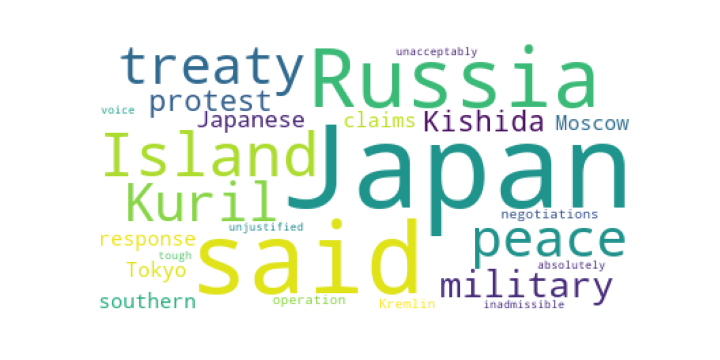 unacceptably
treaty Russia
voice protest
Japanese claims Kishida Moscow
Island Japan
Kuril negotiations
unjustified
response said peace
tough Tokyo absolutely
southern operation Kremlin military
inadmissible